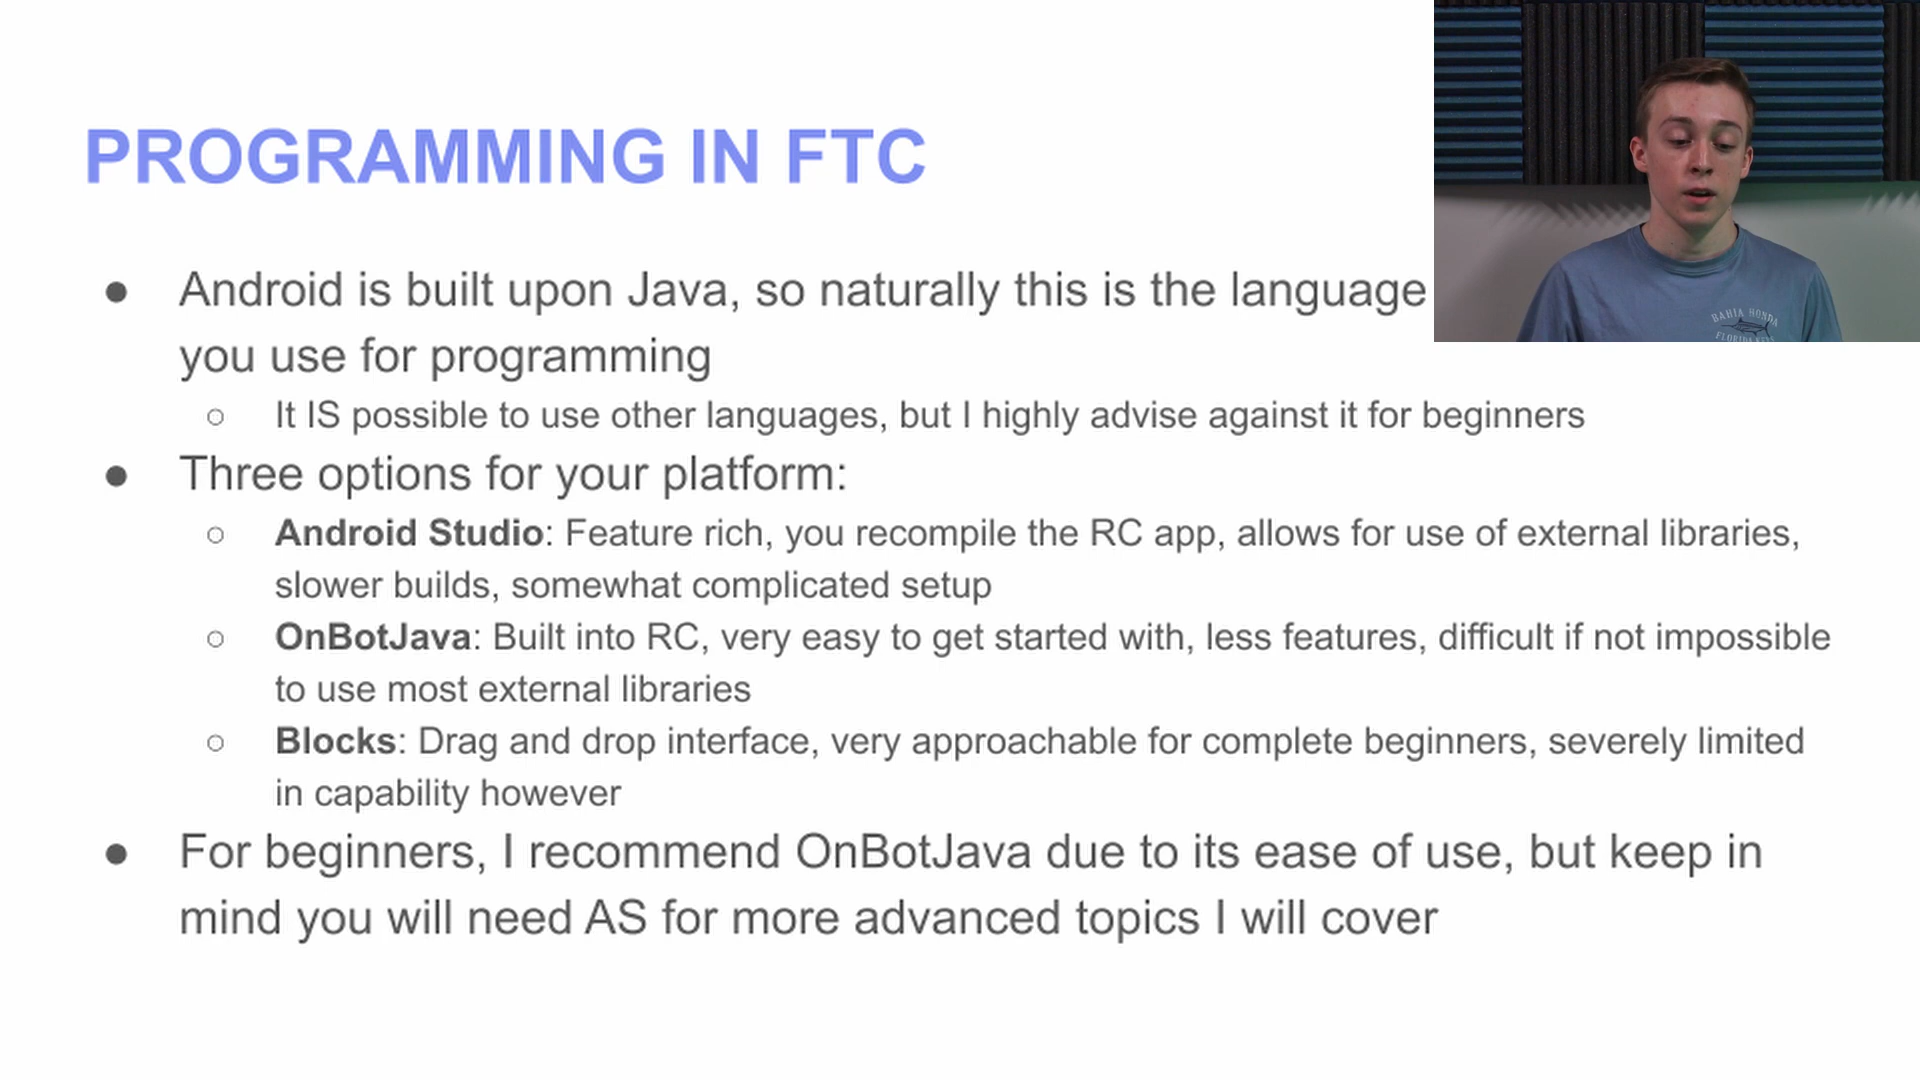 PROGRAMMING IN FTC
BAHIA HONDA
● Android is built upon Java, so naturally this is the language
you use for programming
○ It IS possible to use other languages, but I highly advise against it for beginners
● Three options for your platform:
○ Android Studio: Feature rich, you recompile the RC app, allows for use of external libraries,
slower builds, somewhat complicated setup
○ OnBotJava: Built into RC, very easy to get started with, less features, difficult if not impossible
to use most external libraries
○ Blocks: Drag and drop interface, very approachable for complete beginners, severely limited
in capability however
● For beginners, I recommend OnBotJava due to its ease of use, but keep in
mind you will need AS for more advanced topics I will cover